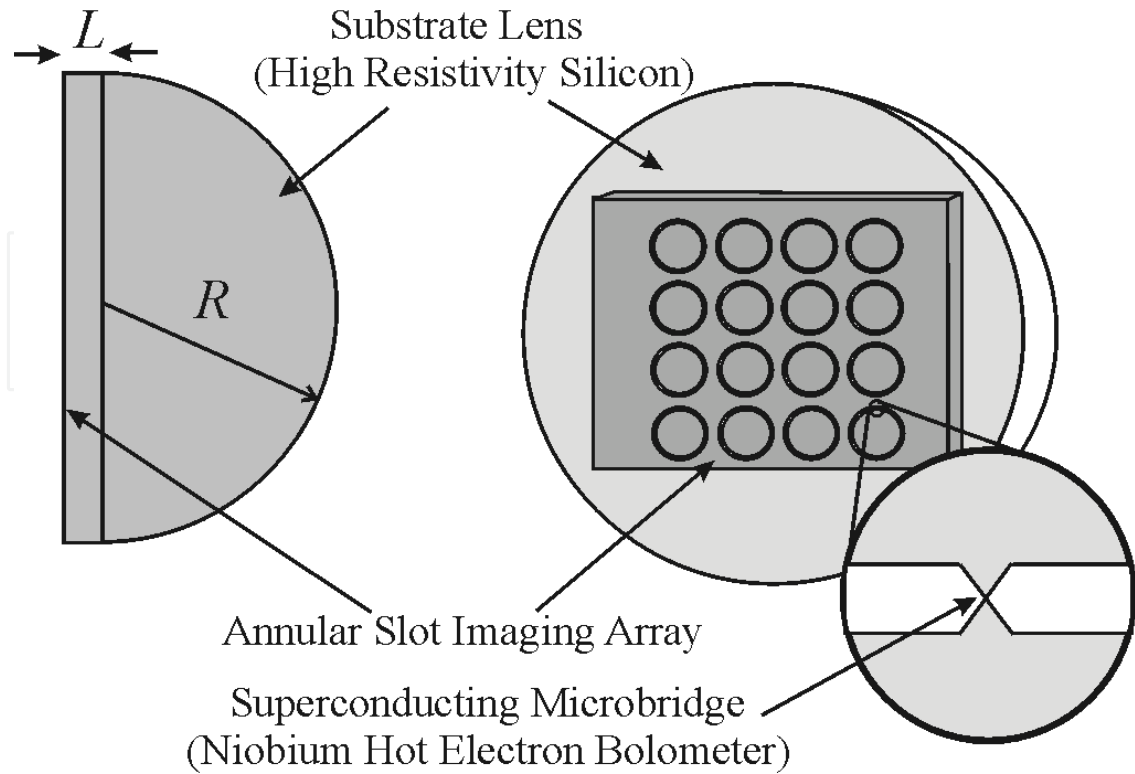 L
Substrate Lens
(High Resistivity Silicon)
R
Annular Slot Imaging Array
Superconducting Microbridge
(Niobium Hot Electron Bolometer)